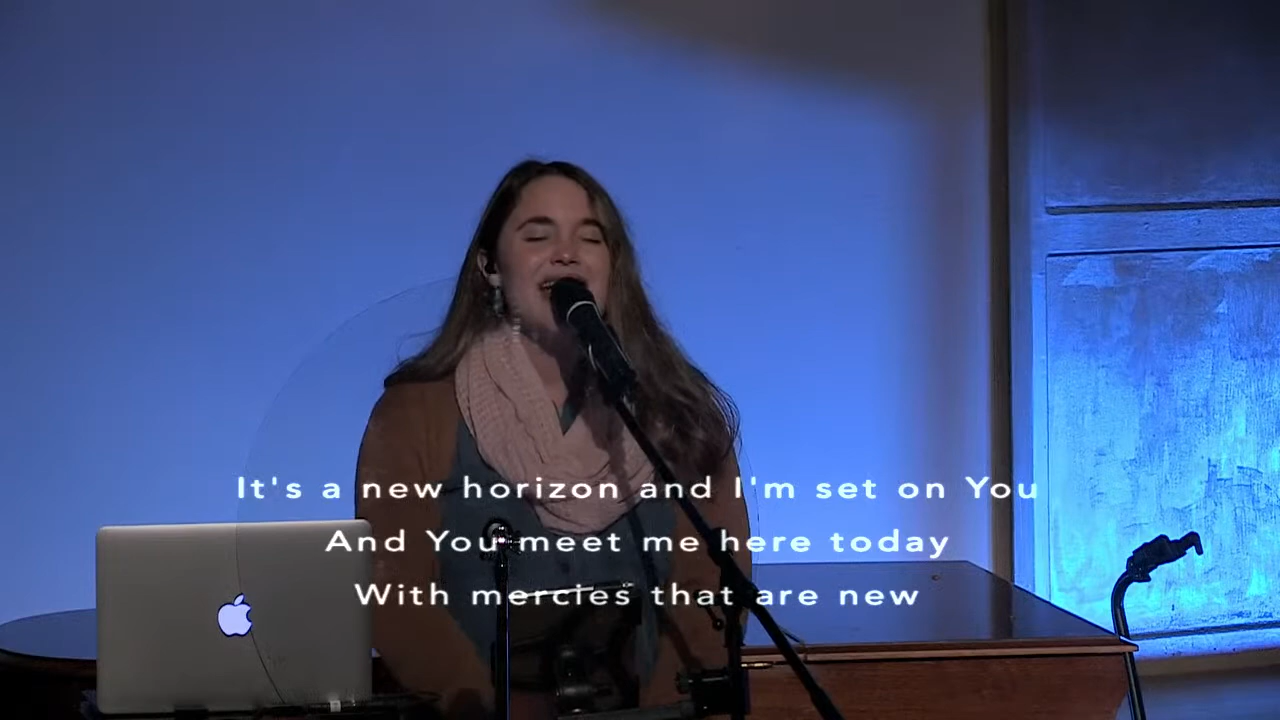 It's a new horizon and I'm set on You
And You meet me here today
With mercies that are new